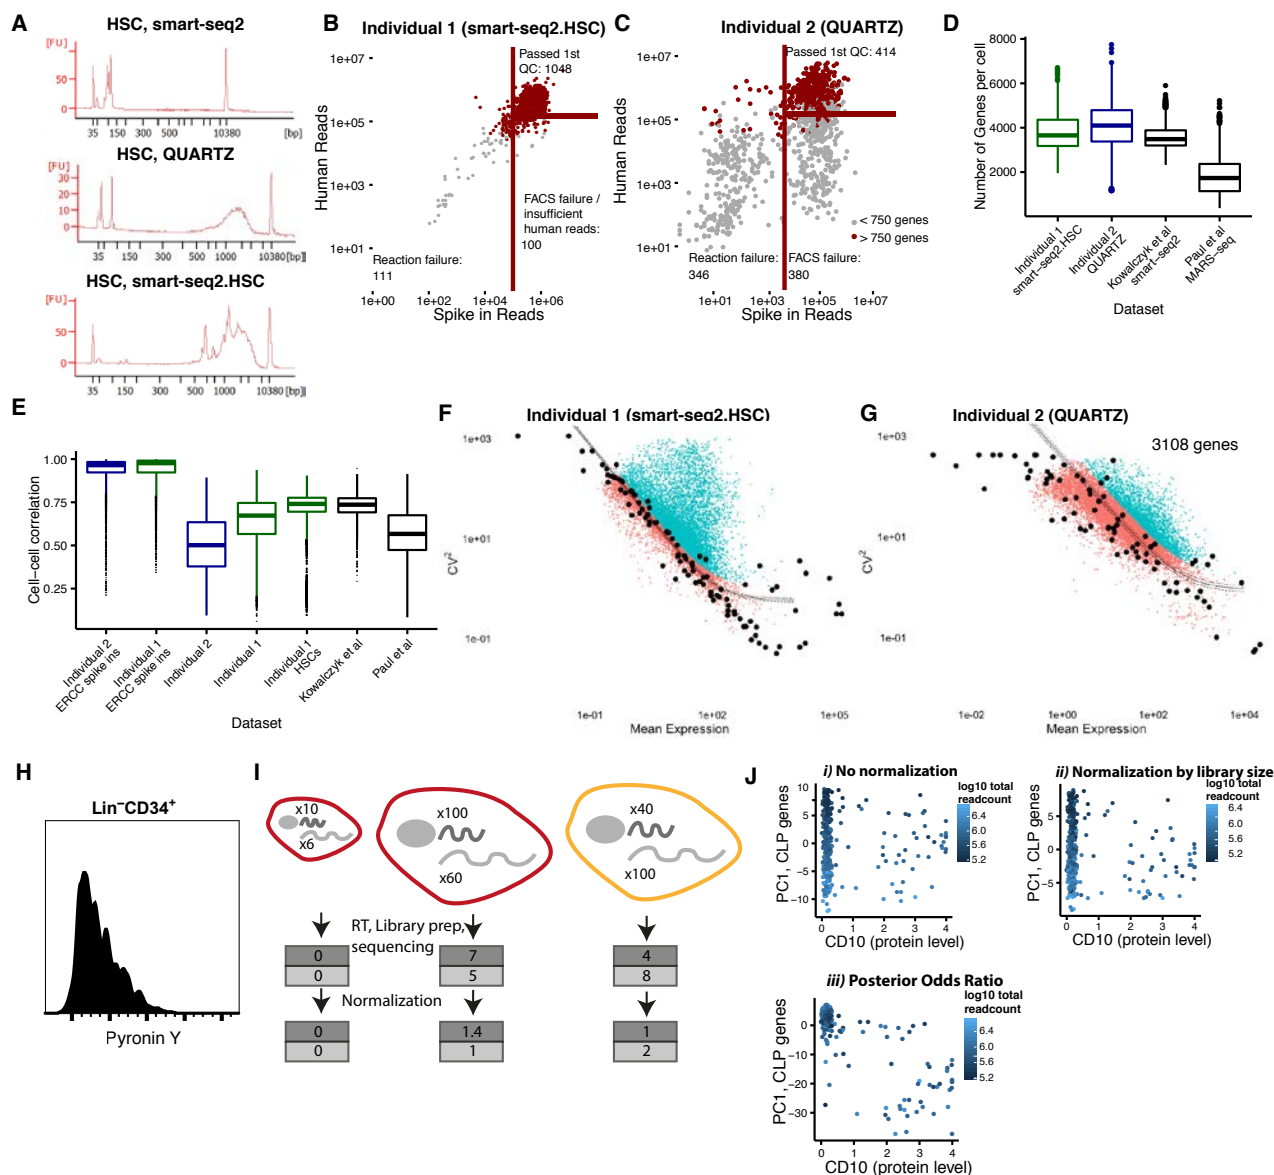 A
HSC, smart-seq2
[FU]
50
0
35 150 300 500 10380 [bp]
HSC, QUARTZ
[FU]
30
20
10
0
35 150 300 500 1000 10380 [bp]
HSC, smart-seq2.HSC
[FU]
50
0
35 150 300 500 1000 10380 [bp]
B
Individual 1 (smart-seq2.HSC)
Human Reads
1e+07
1e+05
1e+03
1e+01
Passed 1st
QC: 1048
FACS failure /
insufficient
human reads:
100
Reaction failure:
111
1e+00 1e+02 1e+04 1e+06
Spike in Reads
C
Individual 2 (QUARTZ)
Human Reads
1e+07
1e+05
1e+03
1e+01
Passed 1st QC: 414
< 750 genes
> 750 genes
Reaction failure:
346
FACS failure:
380
1e+01 1e+03 1e+05 1e+07
Spike in Reads
D
Number of Genes per cell
8000
6000
4000
2000
Individual 1
smart-seq2.HSC
Individual 2
QUARTZ
Kowalczyk et al
smart-seq2
Paul et al
MARS-seq
Dataset
E
Cell-cell correlation
1.00
0.75
0.50
0.25
Individual 2
ERCC spike ins
Individual 1
ERCC spike ins
Individual 2
Individual 1
Individual 1
HSCs
Kowalczyk et al
Paul et al
Dataset
F
Individual 1 (smart-seq2.HSC)
CV²
1e+03
1e+01
1e-01
1e-01 1e+02 1e+05
Mean Expression
G
Individual 2 (QUARTZ)
3108 genes
CV²
1e+03
1e+01
1e-01
1e-02 1e+00 1e+02 1e+04
Mean Expression
H
Lin⁻CD34⁺
Pyronin Y
I
x10
x6
x100
x60
x40
x100
RT, Library prep,
sequencing
0 7 4
0 5 8
Normalization
0 1.4 1
0 1 2
J
i) No normalization
PC1, CLP genes
10
5
0
−5
−10
0 1 2 3 4
CD10 (protein level)
log10 total
readcount
6.4
6.0
5.6
5.2
ii) Normalization by library size
PC1, CLP genes
5
0
−5
0 1 2 3 4
CD10 (protein level)
log10 total
readcount
6.4
6.0
5.6
5.2
iii) Posterior Odds Ratio
PC1, CLP genes
0
−10
−20
−30
0 1 2 3 4
CD10 (protein level)
log10 total
readcount
6.4
6.0
5.6
5.2